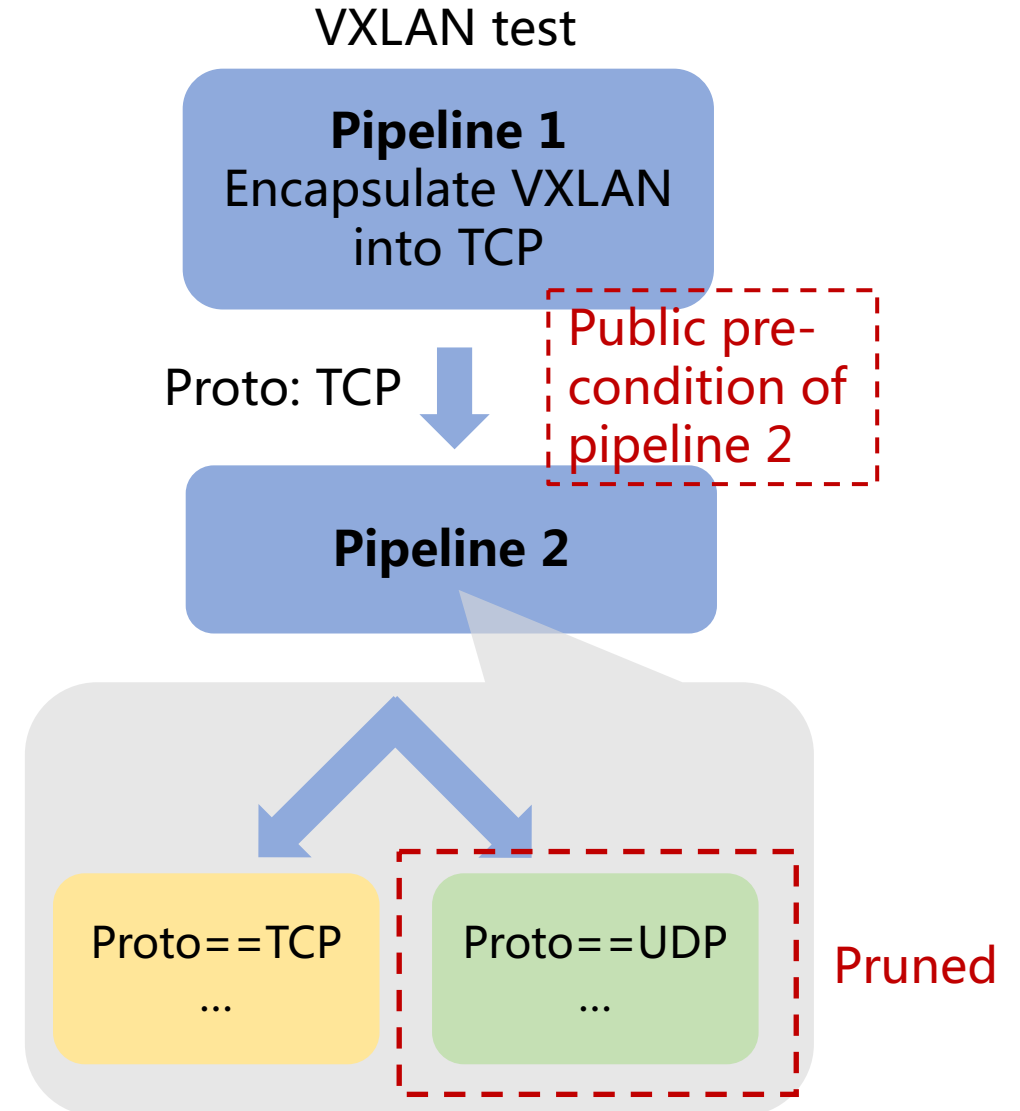 VXLAN test
Pipeline 1
Encapsulate VXLAN
into TCP
Public pre-
condition of
pipeline 2
Proto: TCP
Pipeline 2
Proto==TCP
...
Proto==UDP
...
Pruned